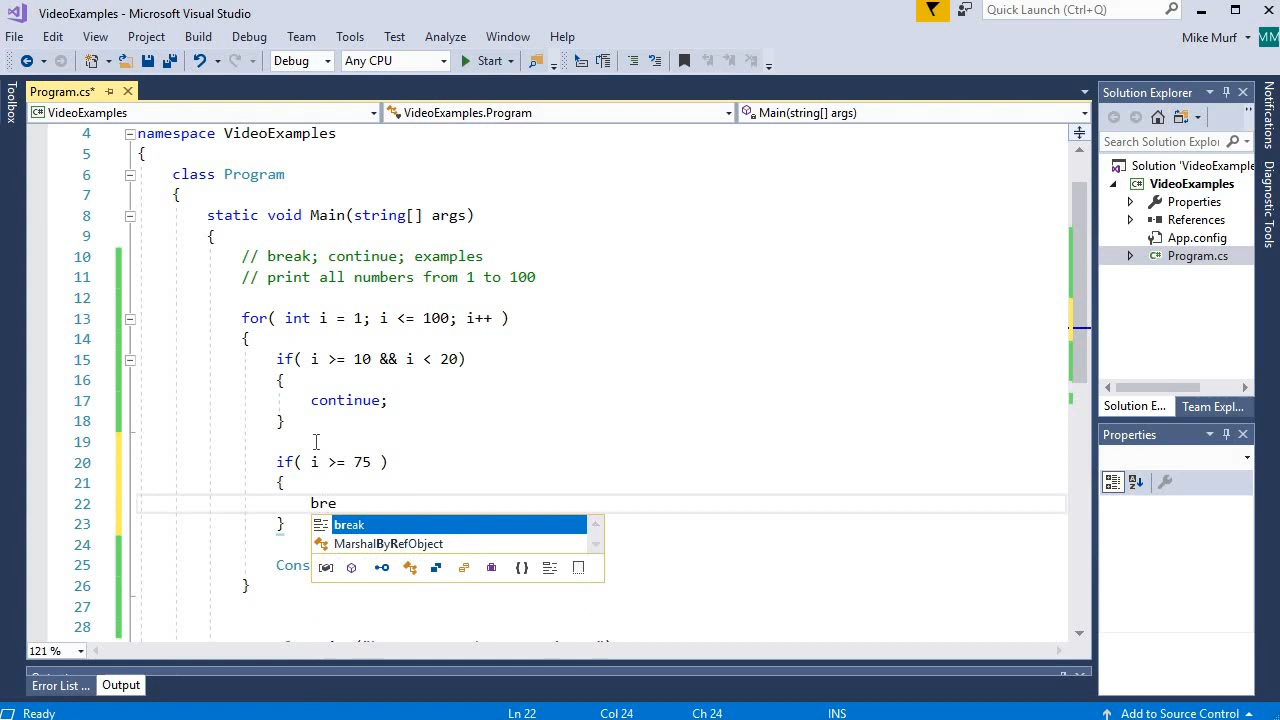 VideoExamples - Microsoft Visual Studio
Quick Launch (Ctrl+Q)
File Edit View Project Build Debug Team Tools Test Analyze Window Help
Mike Murf MM
Debug Any CPU Start
Toolbox
Program.cs*
VideoExamples VideoExamples.Program Main(string[] args)
4 namespace VideoExamples
5 {
6 class Program
7 {
8 static void Main(string[] args)
9 {
10 // break; continue; examples
11 // print all numbers from 1 to 100
12
13 for( int i = 1; i <= 100; i++ )
14 {
15 if( i >= 10 && i < 20)
16 {
17 continue;
18 }
19
20 if( i >= 75 )
21 {
22 bre
23 }
break
MarshalByRefObject
24
25 Cons
26 }
27
28
121 %
Error List ... Output
Solution Explorer
Search Solution Explo
Solution 'VideoExample
VideoExamples
Properties
References
App.config
C# Program.cs
Solution E... Team Expl...
Properties
Notifications
Diagnostic Tools
Ready Ln 22 Col 24 Ch 24 INS Add to Source Control